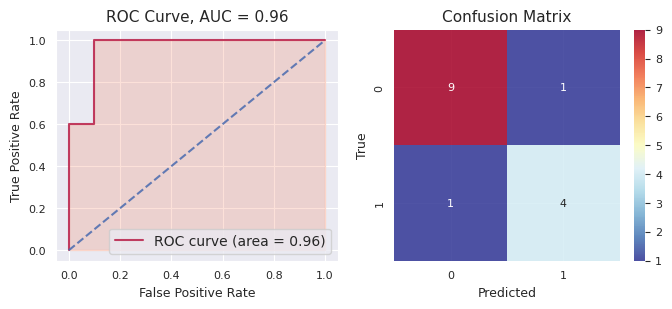 ROC Curve, AUC = 0.96
True Positive Rate
1.0
0.8
0.6
0.4
0.2
0.0
ROC curve (area = 0.96)
0.0 0.2 0.4 0.6 0.8 1.0
False Positive Rate
Confusion Matrix
True
0
1
9 1
1 4
0 1
Predicted
9
8
7
6
5
4
3
2
1